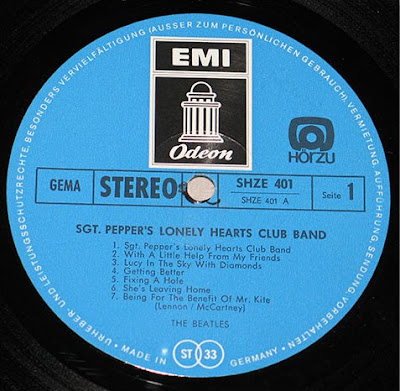 EMI
Odeon
HÖRZU
GEMA
STEREO
SHZE 401
SHZE 401 A
Seite 1
SGT. PEPPER'S LONELY HEARTS CLUB BAND
1. Sgt. Pepper's Lonely Hearts Club Band
2. With A Little Help From My Friends
3. Lucy In The Sky With Diamonds
4. Getting Better
5. Fixing A Hole
6. She's Leaving Home
7. Being For The Benefit Of Mr. Kite
(Lennon / McCartney)
THE BEATLES
URHEBER- UND LEISTUNGSSCHUTZRECHTE, BESONDERS VERVIELFÄLTIGUNG (AUSSER ZUM PERSÖNLICHEN GEBRAUCH), VERMIETUNG, AUFFÜHRUNG, SENDUNG, VORBEHALTEN
MADE IN
ST 33
GERMANY